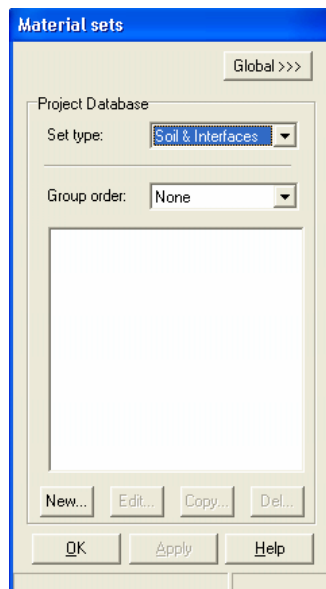 Material sets
Global >>>
Project Database
Set type: Soil & Interfaces
Group order: None
New... Edit... Copy... Del...
OK Apply Help